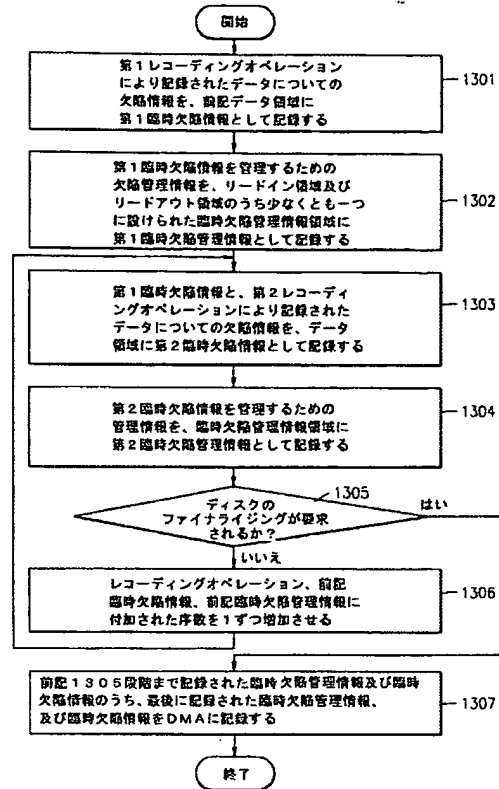 開始
第1レコーディングオペレーション
により記録されたデータについての
欠陥情報を、前記データ領域に
第1臨時欠陥情報として記録する
1301
第1臨時欠陥情報を管理するための
欠陥管理情報を、リードイン領域及び
リードアウト領域のうち少なくとも一つ
に設けられた臨時欠陥管理情報領域に
第1臨時欠陥管理情報として記録する
1302
第1臨時欠陥情報と、第2レコーディ
ングオペレーションにより記録された
データについての欠陥情報を、データ
領域に第2臨時欠陥情報として記録する
1303
第2臨時欠陥情報を管理するための
管理情報を、臨時欠陥管理情報領域に
第2臨時欠陥管理情報として記録する
1304
ディスクの
ファイナライジングが要求
されるか？
1305
はい
いいえ
レコーディングオペレーション、前記
臨時欠陥情報、前記臨時欠陥管理情報に
付加された序数を1ずつ増加させる
1306
前記1305段階まで記録された臨時欠陥管理情報及び臨時
欠陥情報のうち、最後に記録された臨時欠陥管理情報、
及び臨時欠陥情報をDMAに記録する
1307
終了